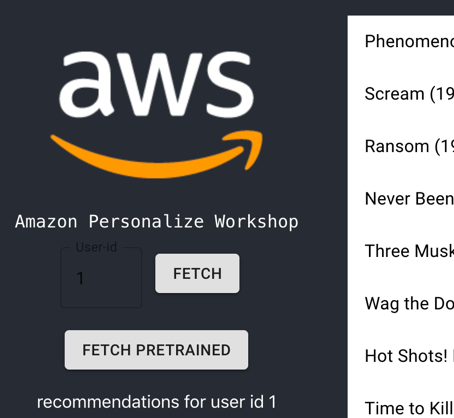 aws
Amazon Personalize Workshop
User-id
1
FETCH
FETCH PRETRAINED
recommendations for user id 1
Scream (19
Ransom (19
Never Been
Three Musk
Wag the Do
Hot Shots!
Time to Kill
Phenomeno